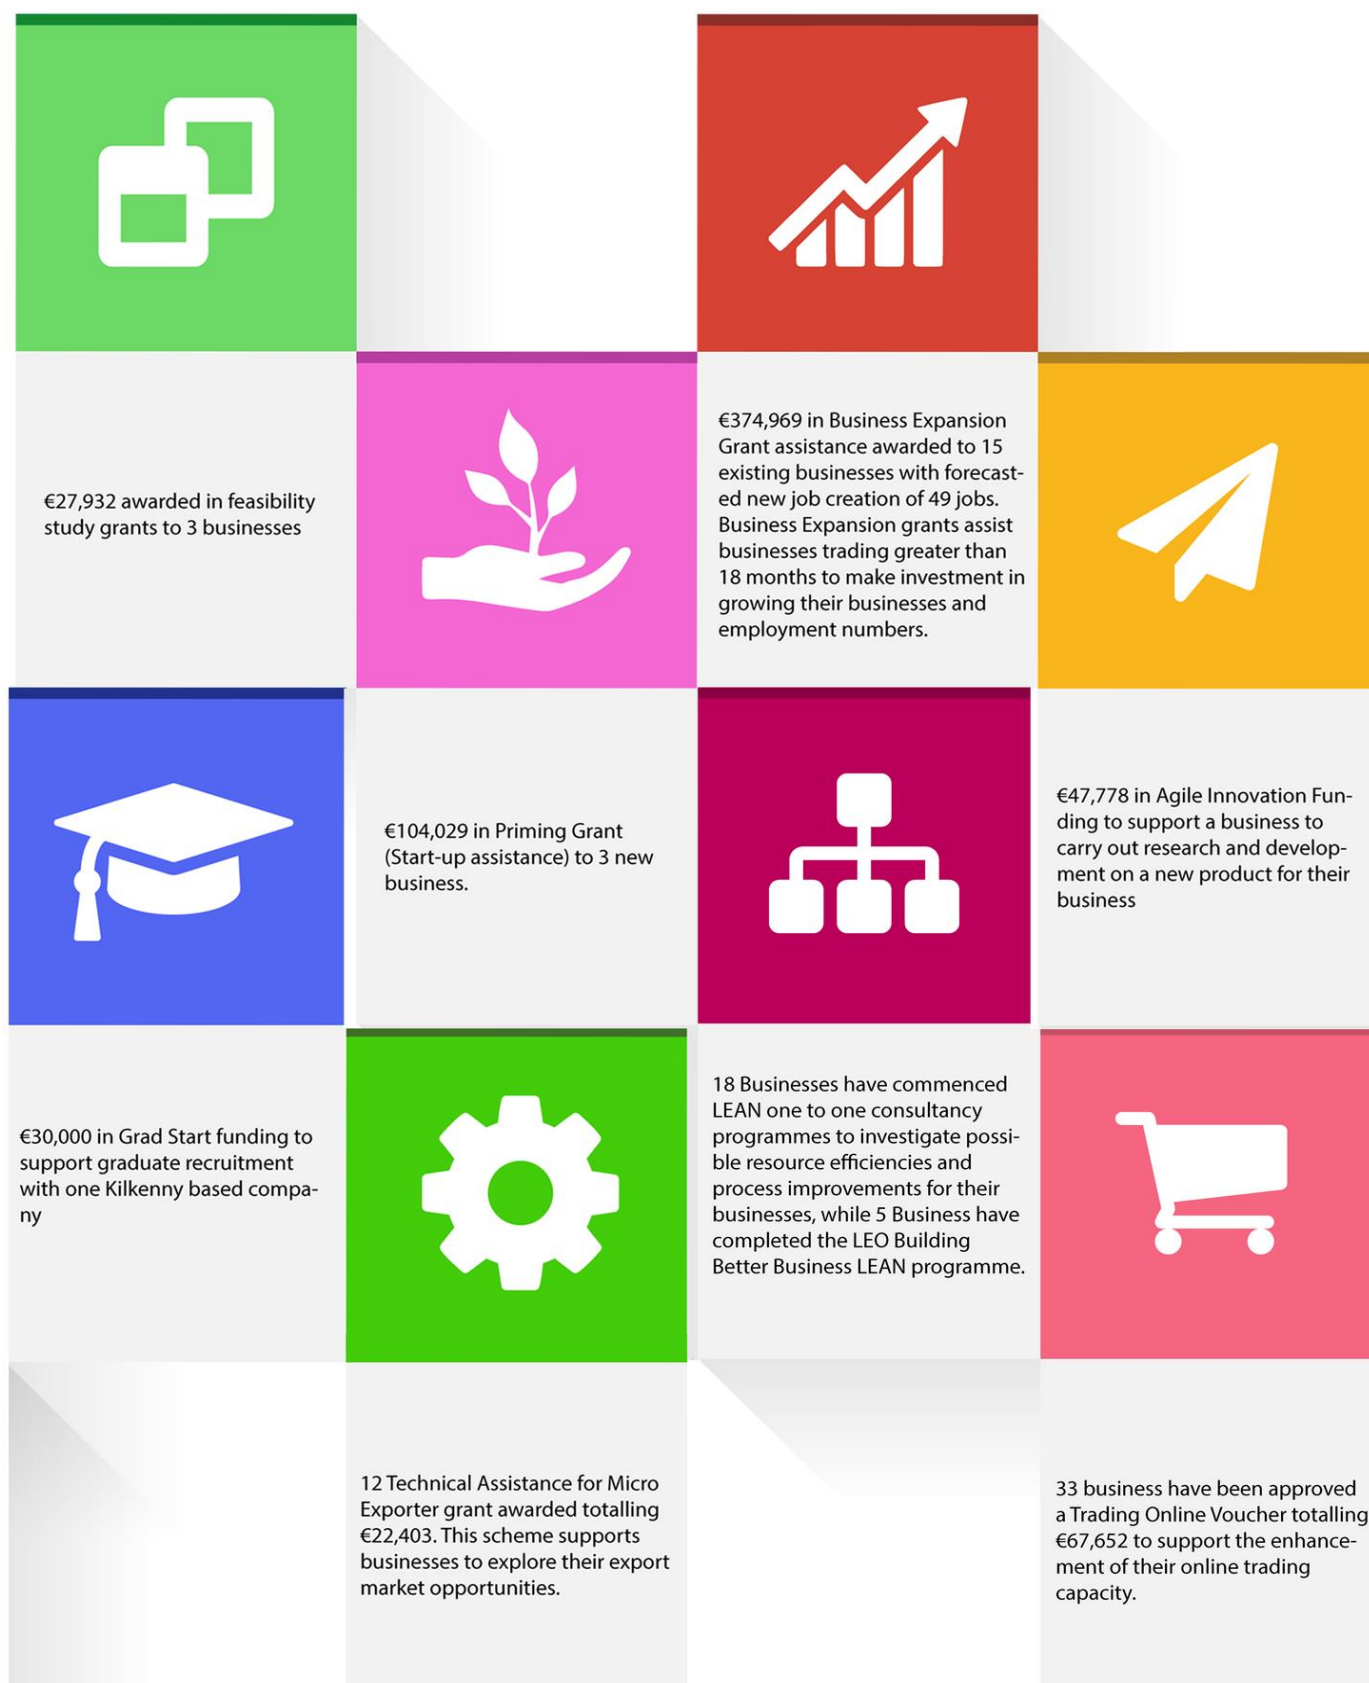 €27,932 awarded in feasibility
study grants to 3 businesses
€374,969 in Business Expansion
Grant assistance awarded to 15
existing businesses with forecast-
ed new job creation of 49 jobs.
Business Expansion grants assist
businesses trading greater than
18 months to make investment in
growing their businesses and
employment numbers.
€104,029 in Priming Grant
(Start-up assistance) to 3 new
business.
€47,778 in Agile Innovation Fun-
ding to support a business to
carry out research and develop-
ment on a new product for their
business
€30,000 in Grad Start funding to
support graduate recruitment
with one Kilkenny based compa-
ny
18 Businesses have commenced
LEAN one to one consultancy
programmes to investigate possi-
ble resource efficiencies and
process improvements for their
businesses, while 5 Business have
completed the LEO Building
Better Business LEAN programme.
12 Technical Assistance for Micro
Exporter grant awarded totalling
€22,403. This scheme supports
businesses to explore their export
market opportunities.
33 business have been approved
a Trading Online Voucher totalling
€67,652 to support the enhance-
ment of their online trading
capacity.